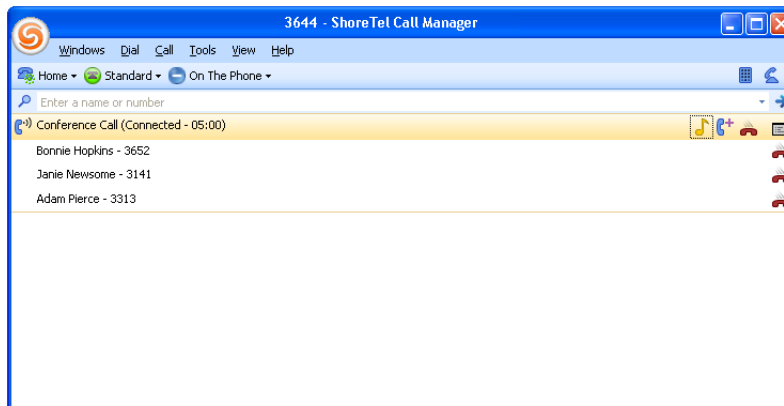 3644 - ShoreTel Call Manager
Windows Dial Call Tools View Help
Home Standard On The Phone
Enter a name or number
Conference Call (Connected - 05:00)
Bonnie Hopkins - 3652
Janie Newsome - 3141
Adam Pierce - 3313